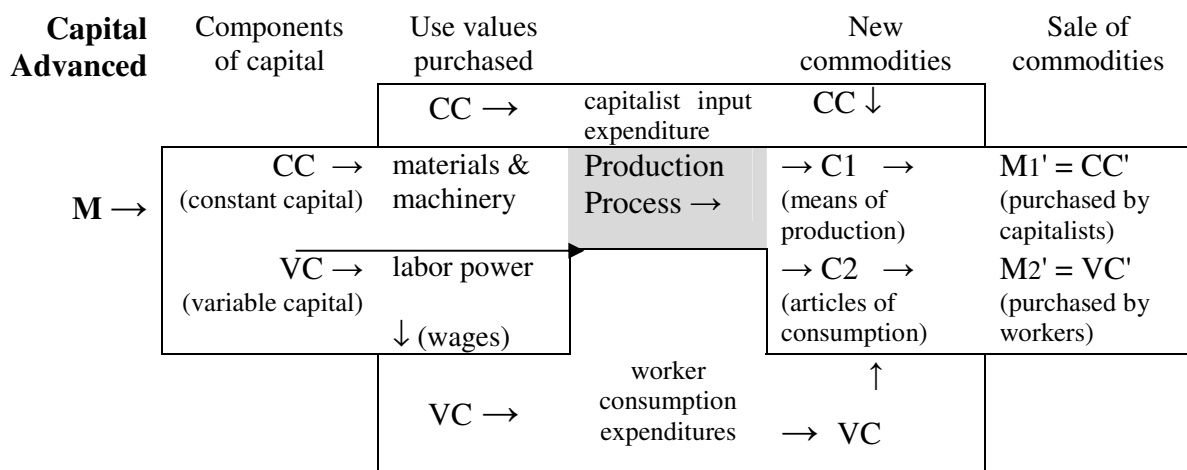 Capital Advanced
Components of capital
Use values purchased
New commodities
Sale of commodities
CC →
capitalist input expenditure
CC ↓
M →
CC →
(constant capital)
materials & machinery
Production Process →
→ C1 →
(means of production)
M1' = CC'
(purchased by capitalists)
VC →
(variable capital)
labor power
↓ (wages)
→ C2 →
(articles of consumption)
M2' = VC'
(purchased by workers)
VC →
worker consumption expenditures
↑
→ VC